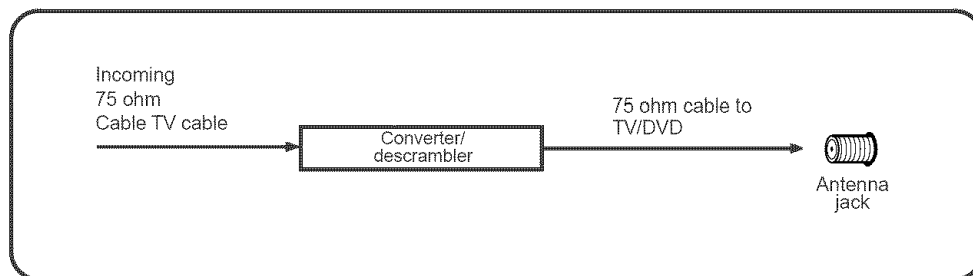 Incoming
75 ohm
Cable TV cable
Converter/
descrambler
75 ohm cable to
TV/DVD
Antenna
jack